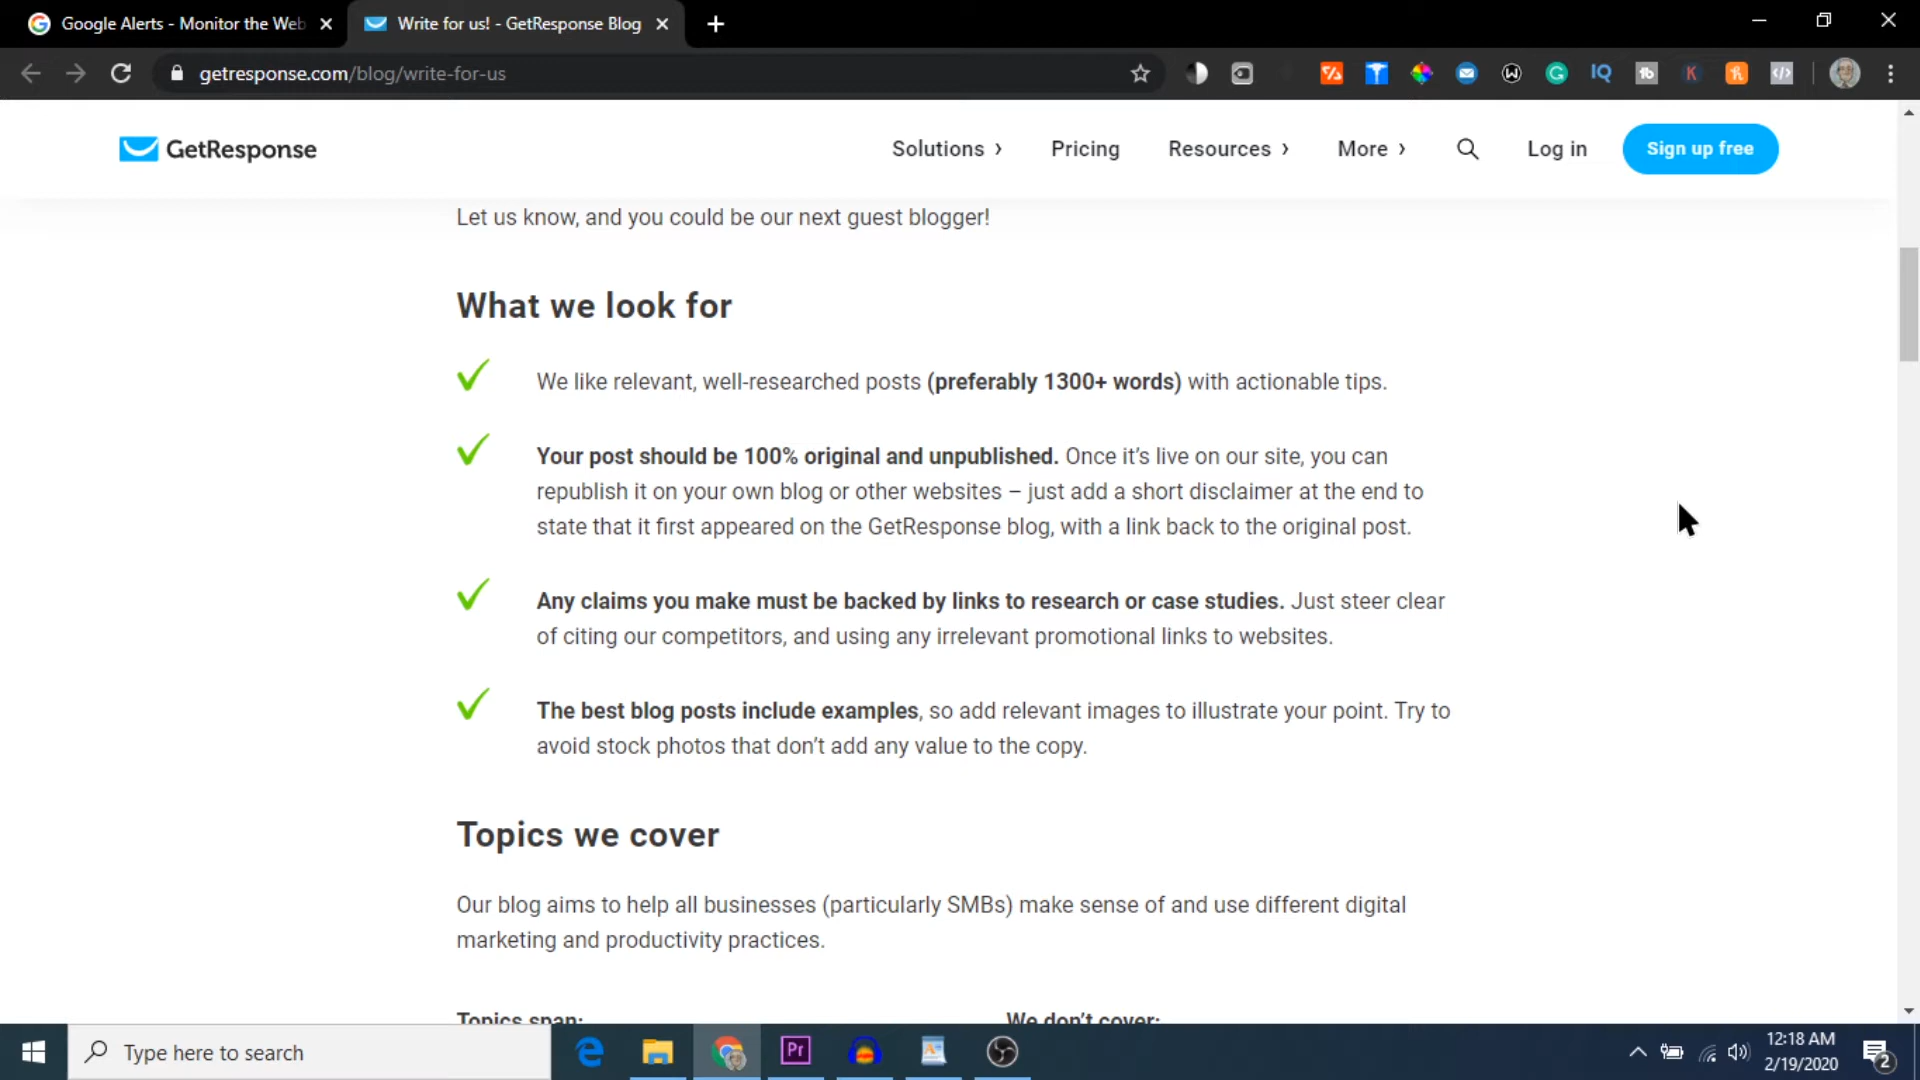 Google Alerts - Monitor the Web
Write for us! - GetResponse Blog
getresponse.com/blog/write-for-us
GetResponse
Solutions
Pricing
Resources
More
Log in
Sign up free
Let us know, and you could be our next guest blogger!
What we look for
We like relevant, well-researched posts (preferably 1300+ words) with actionable tips.
Your post should be 100% original and unpublished. Once it’s live on our site, you can
republish it on your own blog or other websites – just add a short disclaimer at the end to
state that it first appeared on the GetResponse blog, with a link back to the original post.
Any claims you make must be backed by links to research or case studies. Just steer clear
of citing our competitors, and using any irrelevant promotional links to websites.
The best blog posts include examples, so add relevant images to illustrate your point. Try to
avoid stock photos that don’t add any value to the copy.
Topics we cover
Our blog aims to help all businesses (particularly SMBs) make sense of and use different digital
marketing and productivity practices.
Topics span:
We don’t cover:
Type here to search
Pr
12:18 AM
2/19/2020
2